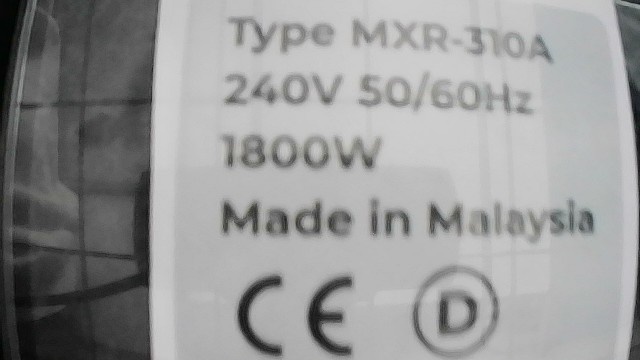 Type MXR-310A
240V 50/60Hz
1800W
Made in Malaysia
CE D